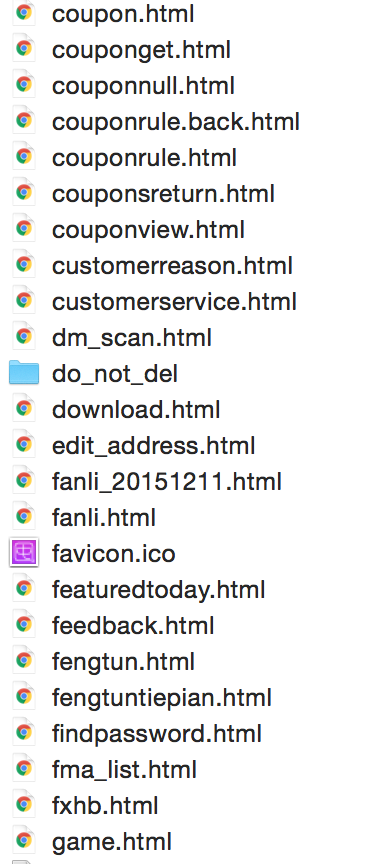 coupon.html
couponget.html
couponnull.html
couponrule.back.html
couponrule.html
couponsreturn.html
couponview.html
customerreason.html
customerservice.html
dm_scan.html
do_not_del
download.html
edit_address.html
fanli_20151211.html
fanli.html
虫
favicon.ico
featuredtoday.html
feedback.html
fengtun.html
fengtuntiepian.html
findpassword.html
fma_list.html
fxhb.html
game.html